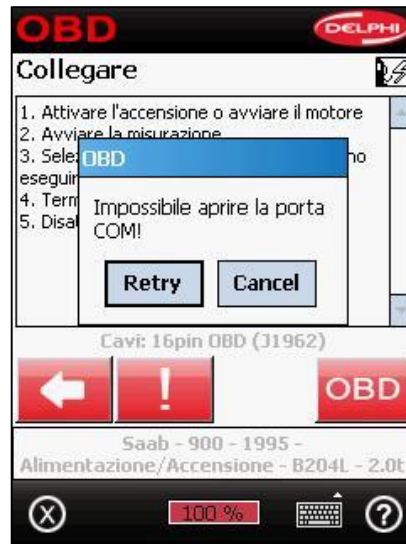 OBD
DELPHI
Collegare
1. Attivare l'accensione o avviare il motore
2. Avviare la misurazione
3. Sele no
eseguir
4. Term
5. Disa
OBD
Impossibile aprire la porta
COM!
Retry Cancel
Cavi: 16pin OBD (J1962)
! OBD
Saab - 900 - 1995 -
Alimentazione/Accensione - B204L - 2.0t
100 %
?